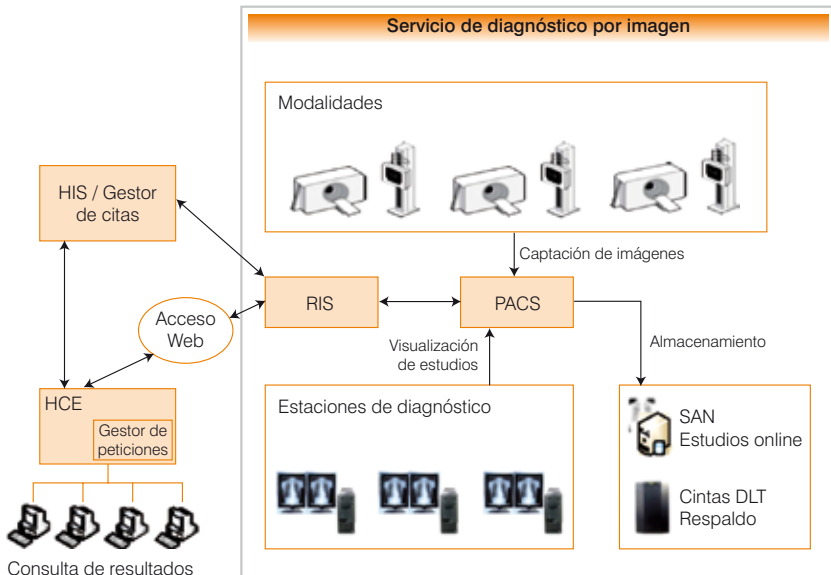 Servicio de diagnóstico por imagen
Modalidades
HIS / Gestor
de citas
Captación de imágenes
RIS
PACS
Acceso
Web
Visualización
de estudios
Almacenamiento
HCE
Gestor de
peticiones
Estaciones de diagnóstico
SAN
Estudios online
Cintas DLT
Respaldo
Consulta de resultados